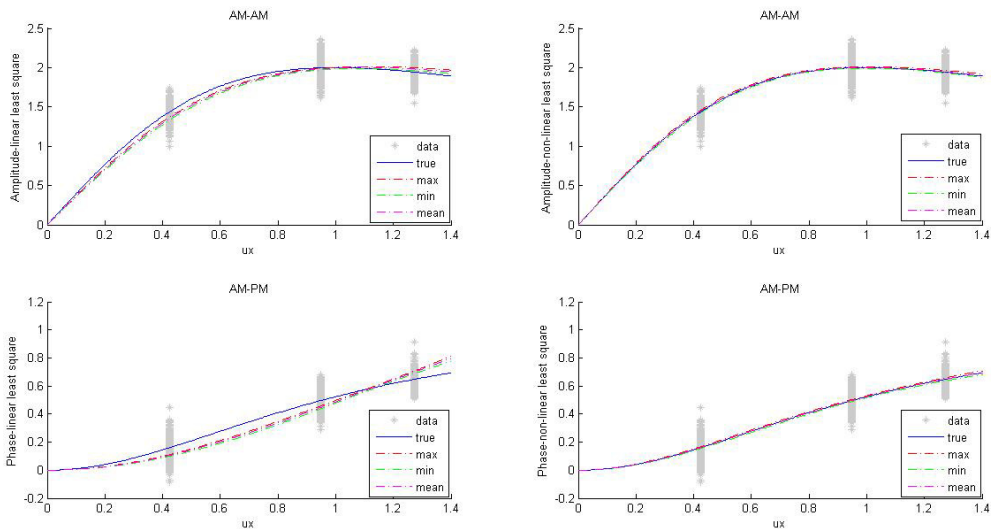 AM-AM
Amplitude-linear least square
2.5
2
1.5
1
0.5
0
0 0.2 0.4 0.6 0.8 1 1.2 1.4
ux
data
true
max
min
mean
AM-AM
Amplitude-non-linear least square
2.5
2
1.5
1
0.5
0
0 0.2 0.4 0.6 0.8 1 1.2 1.4
ux
data
true
max
min
mean
AM-PM
Phase-linear least square
1.2
1
0.8
0.6
0.4
0.2
0
-0.2
0 0.2 0.4 0.6 0.8 1 1.2 1.4
ux
data
true
max
min
mean
AM-PM
Phase-non-linear least square
1.2
1
0.8
0.6
0.4
0.2
0
-0.2
0 0.2 0.4 0.6 0.8 1 1.2 1.4
ux
data
true
max
min
mean